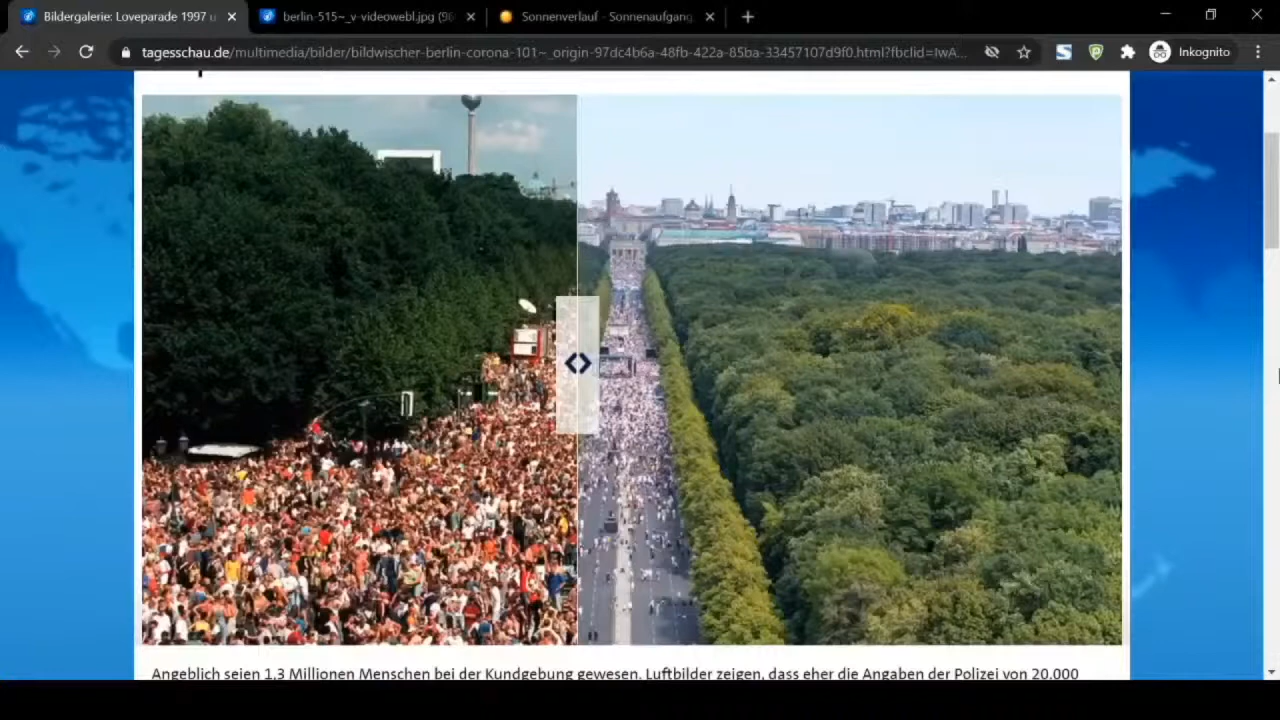 Bildergalerie: Loveparade 1997 u
berlin-515~_v-videowebl.jpg (96
Sonnenverlauf - Sonnenaufgang
tagesschau.de/multimedia/bilder/bildwischer-berlin-corona-101~_origin-97dc4b6a-48fb-422a-85ba-33457107d9f0.html?fbclid=IwA...
Inkognito
Angeblich seien 1,3 Millionen Menschen bei der Kundgebung gewesen. Luftbilder zeigen, dass eher die Angaben der Polizei von 20.000